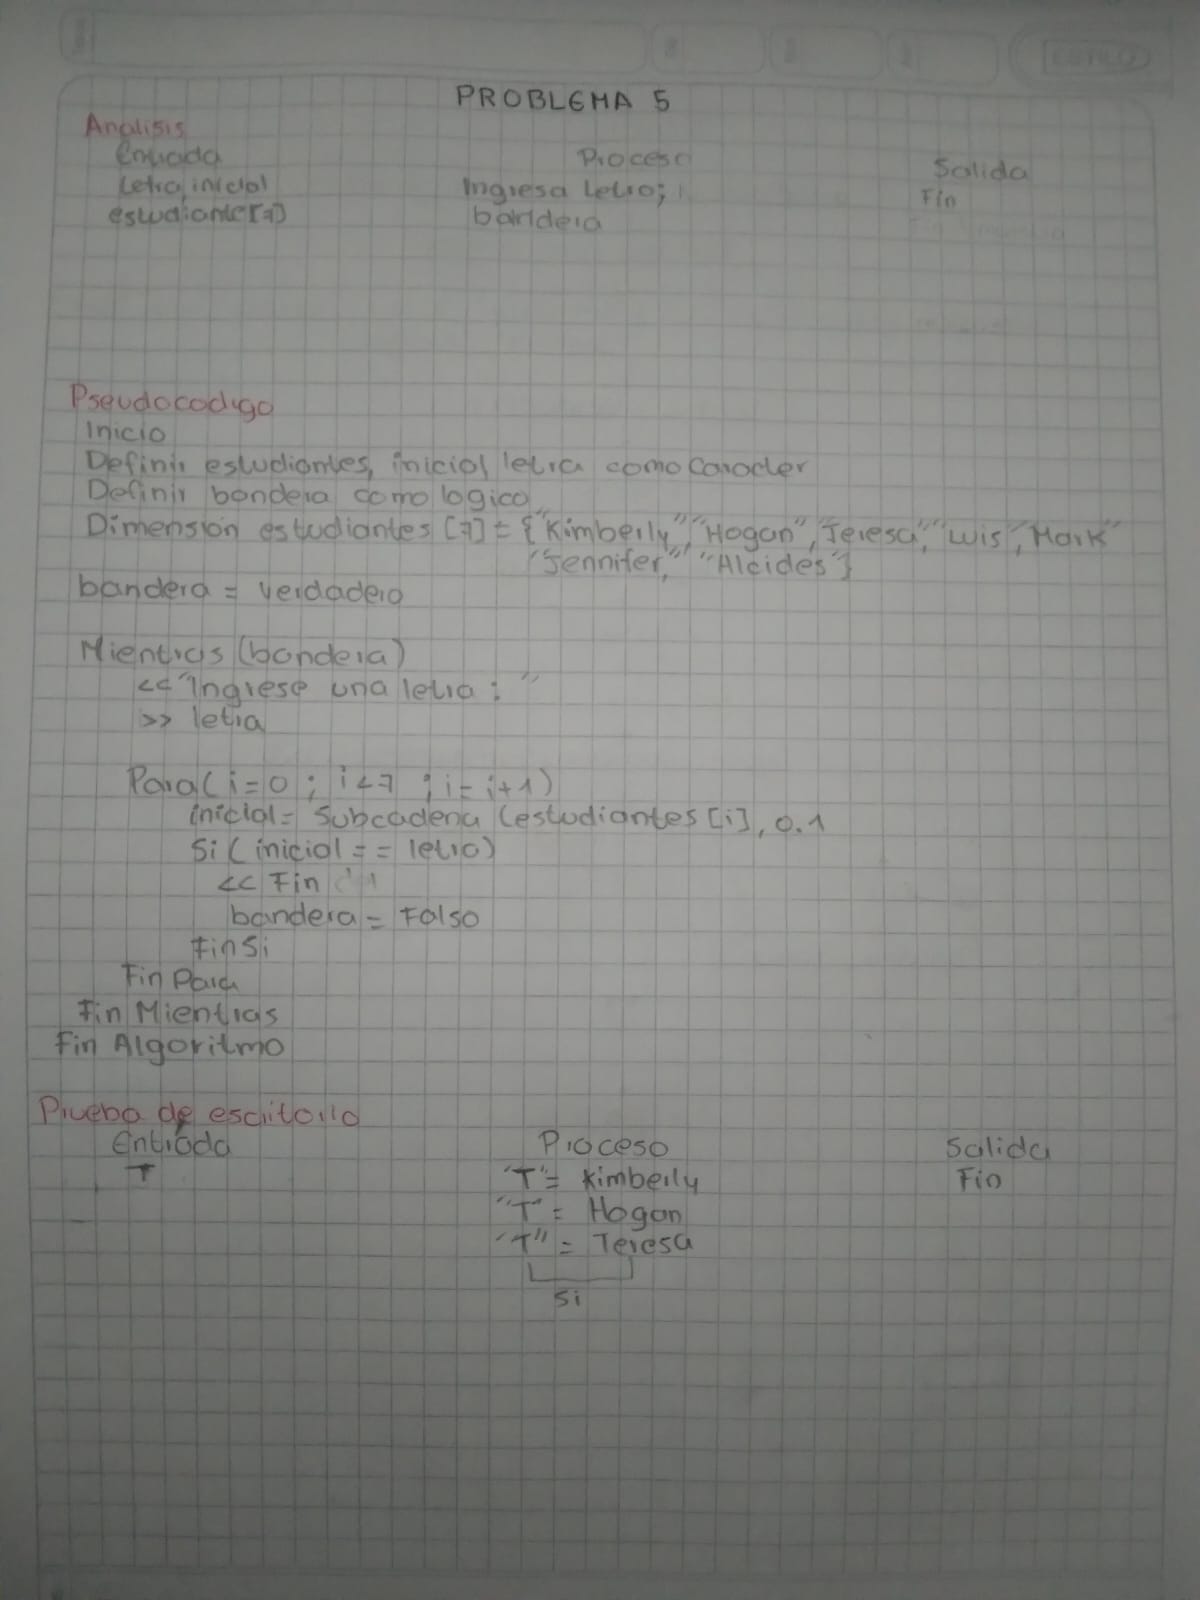 PROBLEMA 5
Analisis
Entrada Proceso Salida
Letra, inicial Ingresa Letra; Fin
estudiante[7] bandera
Pseudocodigo
Inicio
Definir estudiantes, inicial letra como Caracter
Definir bandera como logico
Dimension estudiantes [7] = {"Kimberly", "Hogan", Teresa", "Luis", Mark"
"Jennifer," "Alcides"}
bandera = verdadero
Mientras (bandera)
<< "Ingrese una letra: "
>> letra
Para( i=0 ; i<7 ; i= i+1)
inicial= Subcadena (estudiantes [i], 0.1
Si ( inicial = = letra)
<< Fin
bandera = Falso
Fin Si
Fin Para
Fin Mientras
Fin Algoritmo
Prueba de escritorio
Entrada Proceso Salida
T "T" = Kimberly Fin
"T" = Hogan
"T" = Teresa
Si